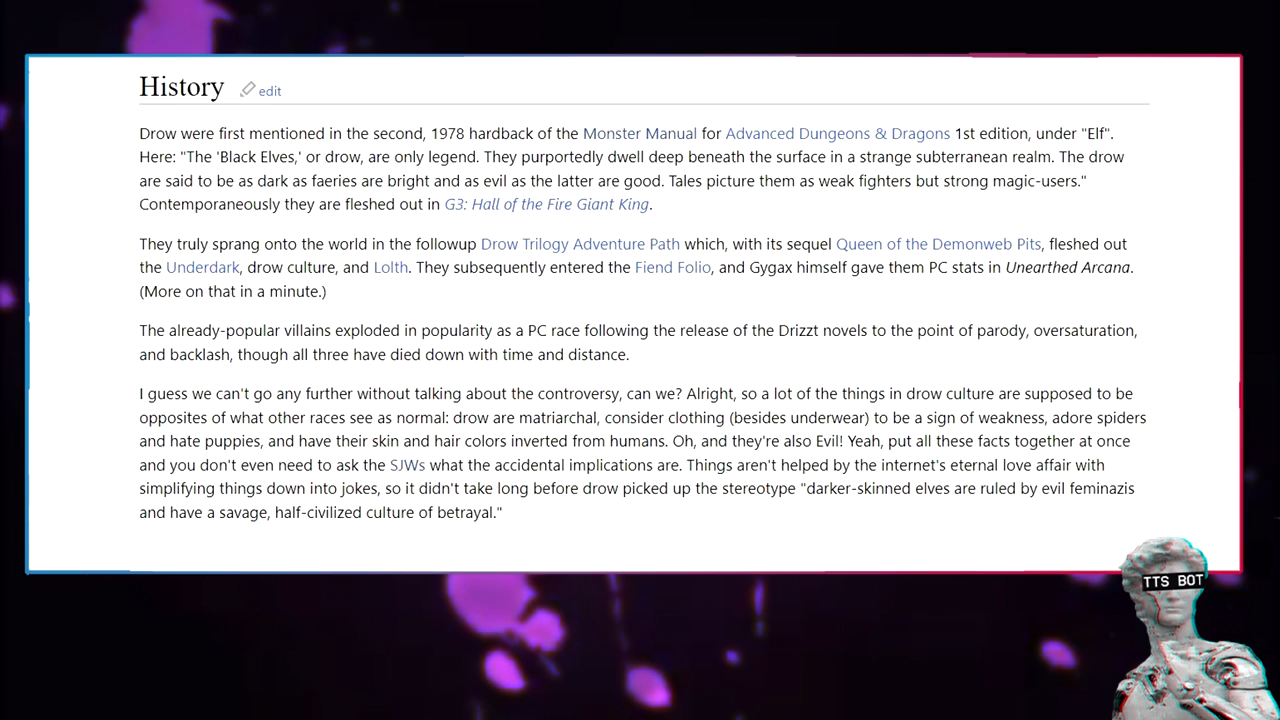 History edit
Drow were first mentioned in the second, 1978 hardback of the Monster Manual for Advanced Dungeons & Dragons 1st edition, under "Elf".
Here: "The 'Black Elves,' or drow, are only legend. They purportedly dwell deep beneath the surface in a strange subterranean realm. The drow
are said to be as dark as faeries are bright and as evil as the latter are good. Tales picture them as weak fighters but strong magic-users."
Contemporaneously they are fleshed out in G3: Hall of the Fire Giant King.
They truly sprang onto the world in the followup Drow Trilogy Adventure Path which, with its sequel Queen of the Demonweb Pits, fleshed out
the Underdark, drow culture, and Lolth. They subsequently entered the Fiend Folio, and Gygax himself gave them PC stats in Unearthed Arcana.
(More on that in a minute.)
The already-popular villains exploded in popularity as a PC race following the release of the Drizzt novels to the point of parody, oversaturation,
and backlash, though all three have died down with time and distance.
I guess we can't go any further without talking about the controversy, can we? Alright, so a lot of the things in drow culture are supposed to be
opposites of what other races see as normal: drow are matriarchal, consider clothing (besides underwear) to be a sign of weakness, adore spiders
and hate puppies, and have their skin and hair colors inverted from humans. Oh, and they're also Evil! Yeah, put all these facts together at once
and you don't even need to ask the SJWs what the accidental implications are. Things aren't helped by the internet's eternal love affair with
simplifying things down into jokes, so it didn't take long before drow picked up the stereotype "darker-skinned elves are ruled by evil feminazis
and have a savage, half-civilized culture of betrayal."
TTS BOT